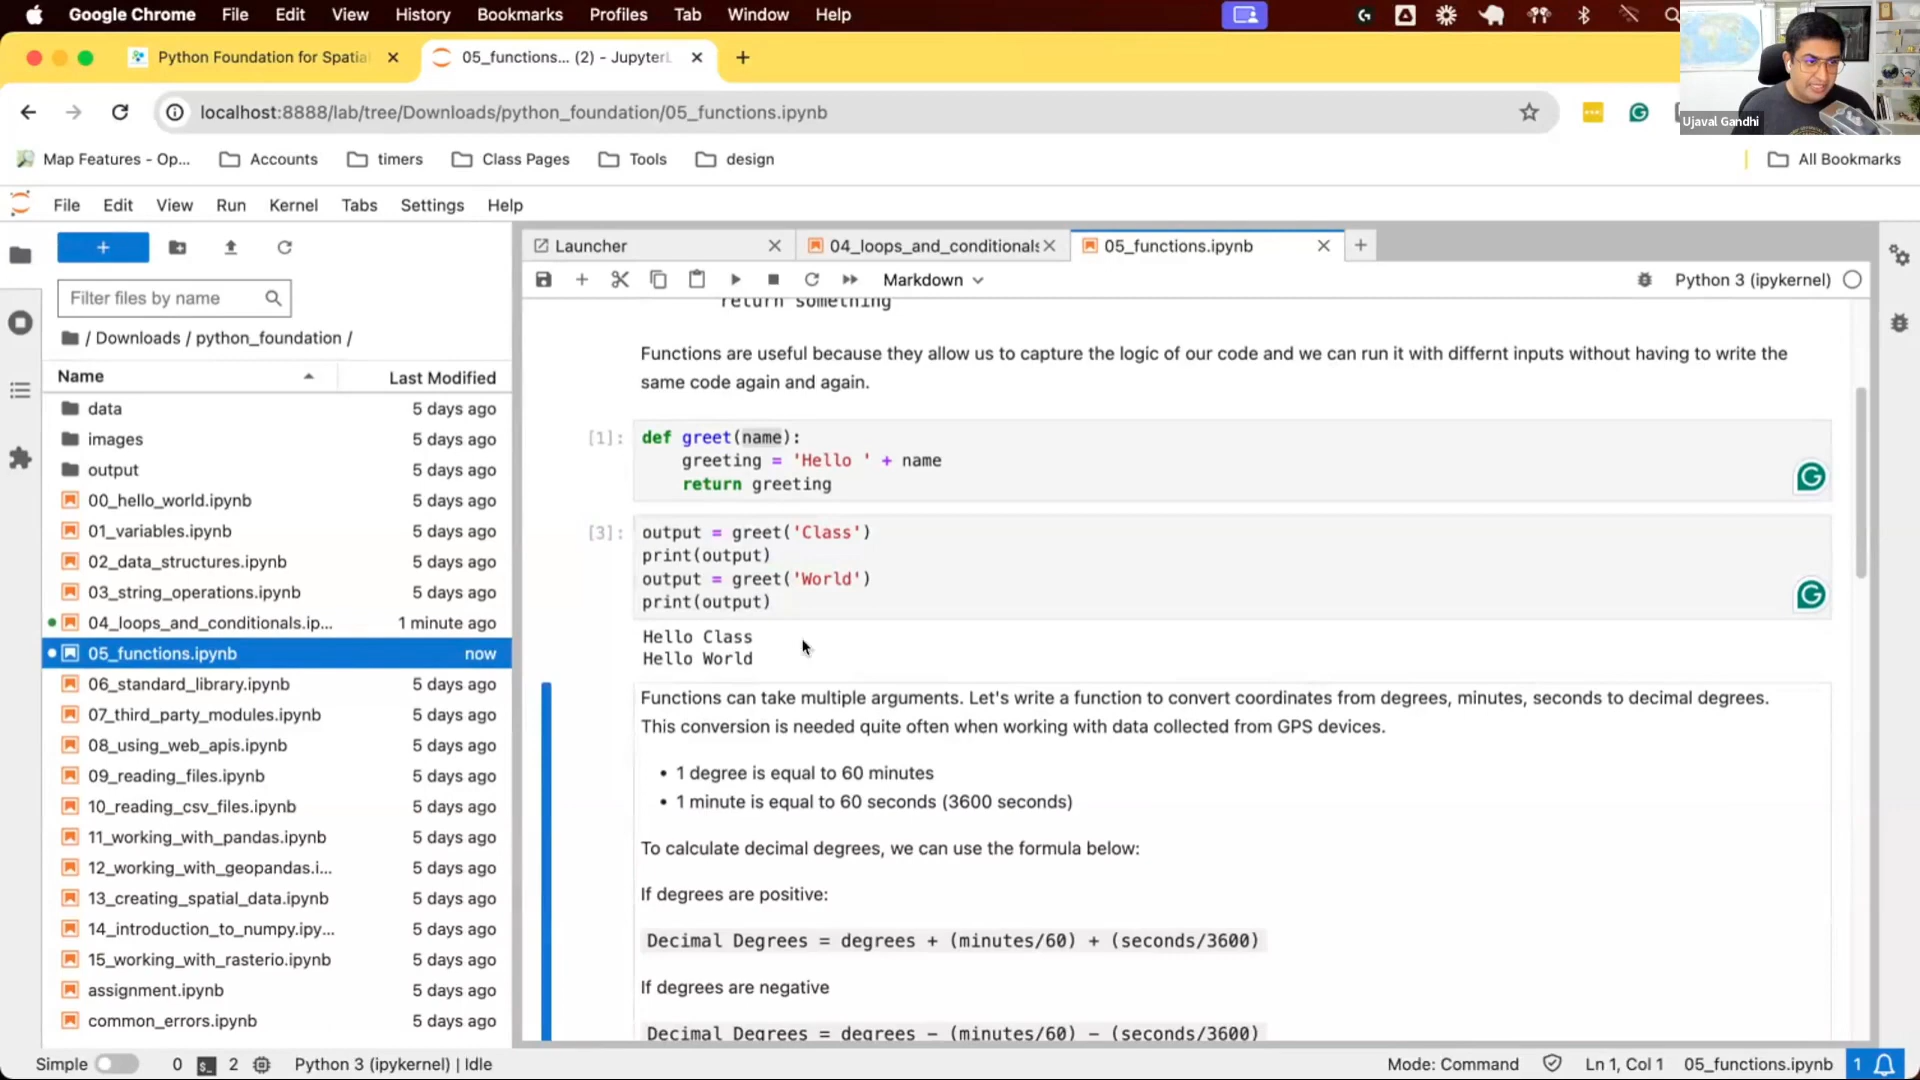 Google Chrome File Edit View History Bookmarks Profiles Tab Window Help
Python Foundation for Spatia
05_functions... (2) - JupyterL
localhost:8888/lab/tree/Downloads/python_foundation/05_functions.ipynb
Ujaval Gandhi
Map Features - Op... Accounts timers Class Pages Tools design All Bookmarks
File Edit View Run Kernel Tabs Settings Help
Launcher
04_loops_and_conditionals
05_functions.ipynb
Filter files by name
Markdown
Python 3 (ipykernel)
/ Downloads / python_foundation /
Name Last Modified
data 5 days ago
images 5 days ago
output 5 days ago
00_hello_world.ipynb 5 days ago
01_variables.ipynb 5 days ago
02_data_structures.ipynb 5 days ago
03_string_operations.ipynb 5 days ago
04_loops_and_conditionals.ip... 1 minute ago
05_functions.ipynb now
06_standard_library.ipynb 5 days ago
07_third_party_modules.ipynb 5 days ago
08_using_web_apis.ipynb 5 days ago
09_reading_files.ipynb 5 days ago
10_reading_csv_files.ipynb 5 days ago
11_working_with_pandas.ipynb 5 days ago
12_working_with_geopandas.i... 5 days ago
13_creating_spatial_data.ipynb 5 days ago
14_introduction_to_numpy.ipy... 5 days ago
15_working_with_rasterio.ipynb 5 days ago
assignment.ipynb 5 days ago
common_errors.ipynb 5 days ago
return something
Functions are useful because they allow us to capture the logic of our code and we can run it with differnt inputs without having to write the
same code again and again.
[1]: def greet(name):
greeting = 'Hello ' + name
return greeting
[3]: output = greet('Class')
print(output)
output = greet('World')
print(output)
Hello Class
Hello World
Functions can take multiple arguments. Let's write a function to convert coordinates from degrees, minutes, seconds to decimal degrees.
This conversion is needed quite often when working with data collected from GPS devices.
• 1 degree is equal to 60 minutes
• 1 minute is equal to 60 seconds (3600 seconds)
To calculate decimal degrees, we can use the formula below:
If degrees are positive:
Decimal Degrees = degrees + (minutes/60) + (seconds/3600)
If degrees are negative
Decimal Degrees = degrees - (minutes/60) - (seconds/3600)
Simple 0 2 Python 3 (ipykernel) | Idle Mode: Command Ln 1, Col 1 05_functions.ipynb 1